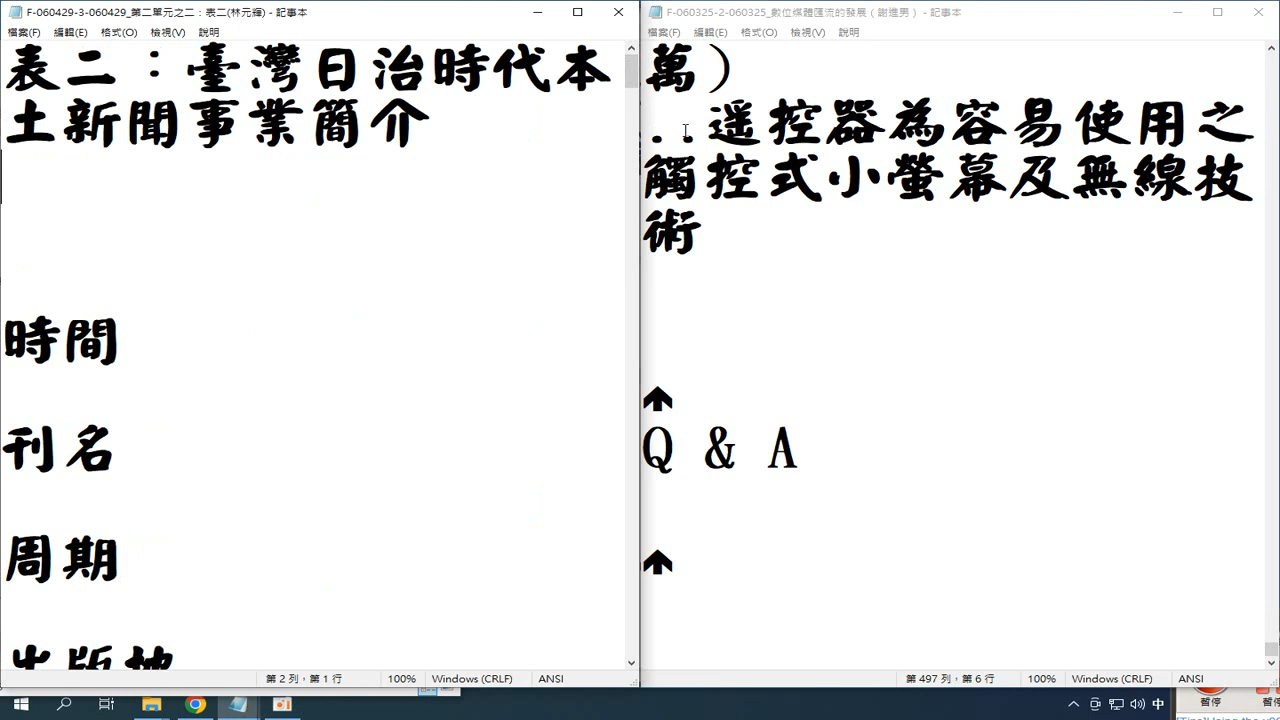 F-060429-3-060429_第二單元之二：表二(林元輝) - 記事本
檔案(F) 編輯(E) 格式(O) 檢視(V) 說明
表二：臺灣日治時代本
土新聞事業簡介
時間
刊名
周期
出版地
第 2 列，第 1 行 100% Windows (CRLF) ANSI
F-060325-2-060325_數位媒體匯流的發展（謝進男） - 記事本
檔案(F) 編輯(E) 格式(O) 檢視(V) 說明
萬）
..遥控器為容易使用之
觸控式小螢幕及無線技
術
Q & A
第 497 列，第 6 行 100% Windows (CRLF) ANSI
中
暫停